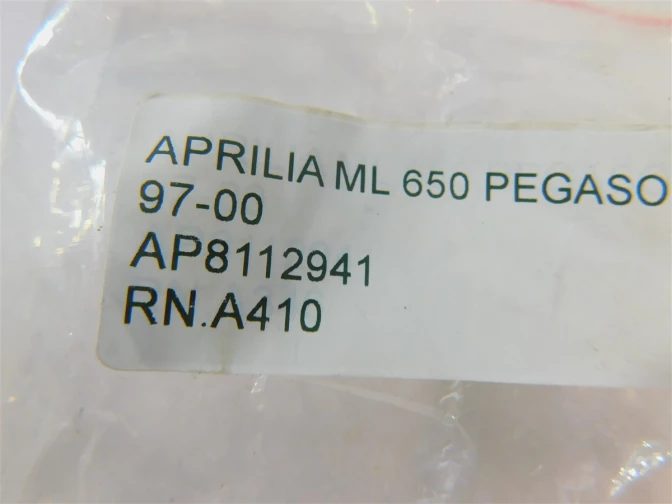 APRILIA ML 650 PEGASO
97-00
AP8112941
RN.A410